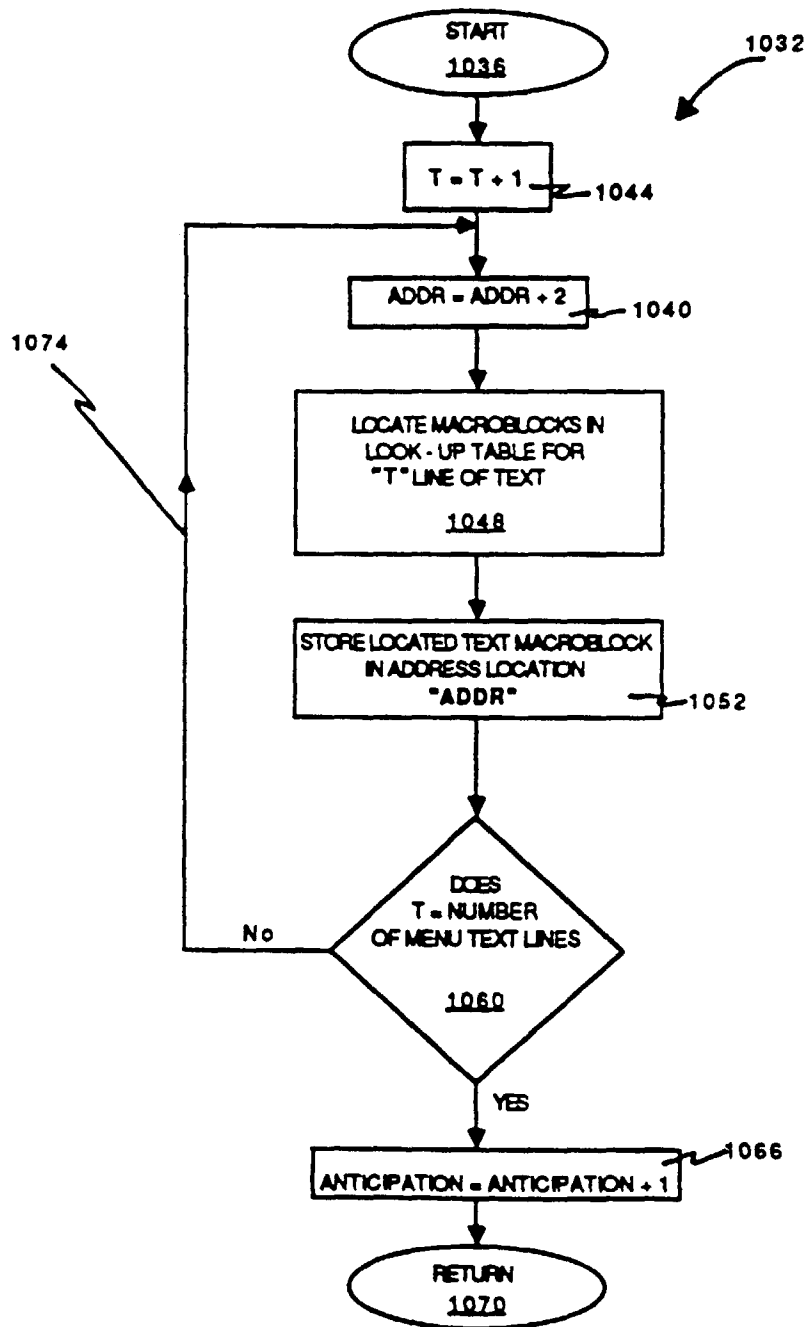 START
1036
1032
T = T + 1
1044
ADDR = ADDR + 2
1040
1074
LOCATE MACROBLOCKS IN
LOOK - UP TABLE FOR
"T" LINE OF TEXT
1048
STORE LOCATED TEXT MACROBLOCK
IN ADDRESS LOCATION
"ADDR"
1052
DOES
T = NUMBER
OF MENU TEXT LINES
1060
No
YES
1066
ANTICIPATION = ANTICIPATION + 1
RETURN
1070